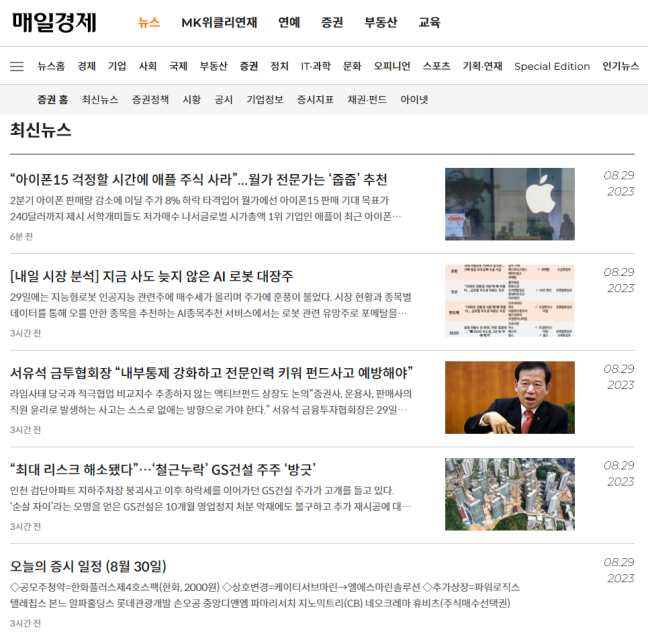 매일경제
뉴스 MK위클리연재 연예 증권 부동산 교육
뉴스홈 경제 기업 사회 국제 부동산 증권 정치 IT·과학 문화 오피니언 스포츠 기획·연재 Special Edition 인기뉴스
증권 홈 최신뉴스 증권정책 시황 공시 기업정보 증시지표 채권·펀드 아이넷
최신뉴스
“아이폰15 걱정할 시간에 애플 주식 사라”...월가 전문가는 ‘줍줍’ 추천
2분기 아이폰 판매량 감소에 이달 주가 8% 하락 타격입어 월가에선 아이폰15 판매 기대 목표가
240달러까지 제시 서학개미들도 저가매수 나서글로벌 시가총액 1위 기업인 애플이 최근 아이폰…
6분 전
08.29
2023
[내일 시장 분석] 지금 사도 늦지 않은 AI 로봇 대장주
29일에는 지능형로봇 인공지능 관련주에 매수세가 몰리며 주가에 훈풍이 불었다. 시장 현황과 종목별
데이터를 통해 오를 만한 종목을 추천하는 AI종목추천 서비스에서는 로봇 관련 유망주로 포메탈을…
3시간 전
08.29
2023
서유석 금투협회장 “내부통제 강화하고 전문인력 키워 펀드사고 예방해야”
라임사태 당국과 적극협업 비교지수 추종하지 않는 액티브펀드 상장도 논의“증권사, 운용사, 판매사의
직원 윤리로 발생하는 사고는 스스로 없애는 방향으로 가야 한다.” 서유석 금융투자협회장은 29일…
3시간 전
08.29
2023
“최대 리스크 해소됐다”…‘철근누락’ GS건설 주주 ‘방긋’
인천 검단아파트 지하주차장 붕괴사고 이후 하락세를 이어가던 GS건설 주가가 고개를 들고 있다.
‘순살 자이’라는 오명을 얻은 GS건설은 10개월 영업정지 처분 악재에도 불구하고 추가 재시공에 대…
3시간 전
08.29
2023
오늘의 증시 일정 (8월 30일)
◇공모주청약=한화플러스제4호스팩(한화, 2000원) ◇상호변경=케이티서브마린→엘에스마린솔루션 ◇추가상장=파워로직스
텔레칩스 본느 알파홀딩스 롯데관광개발 손오공 중앙디앤엠 파마리서치 지노믹트리(CB) 네오크레마 휴비츠(주식매수선택권)
3시간 전
08.29
2023